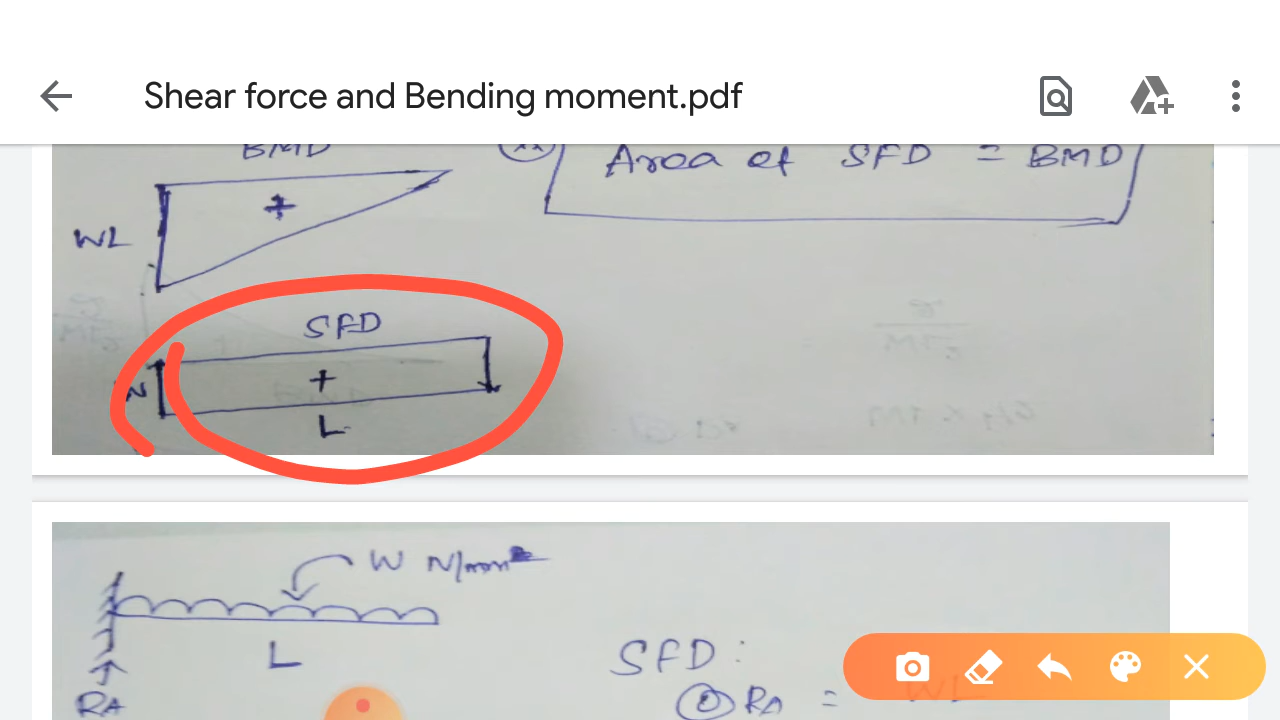 Shear force and Bending moment.pdf
BMD
Area of SFD = BMD
+
WL
SFD
+
L
W N/mm
L
SFD:
RA
RA =